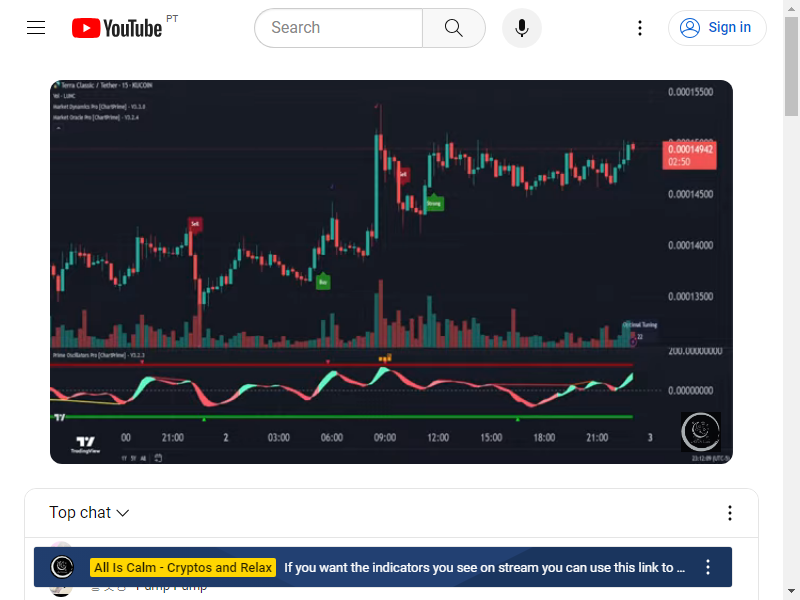 YouTube PT
Search
Sign in
Terra Classic / Tether · 15 · KUCOIN
Vol · LUNC
Market Dynamics Pro [ChartPrime] · V3.2.8
Market Oracle Pro [ChartPrime] · V3.2.4
0.00015500
0.00014942
02:50
0.00014500
0.00014000
0.00013500
Sell
Sell
Strong
Buy
22
200.00000000
Prime Oscillators Pro [ChartPrime] · V3.2.3
0.00000000
TradingView
00 21:00 2 03:00 06:00 09:00 12:00 15:00 18:00 21:00 3
1Y 5Y All
Top chat
All Is Calm - Cryptos and Relax If you want the indicators you see on stream you can use this link to ...
Pump Pump